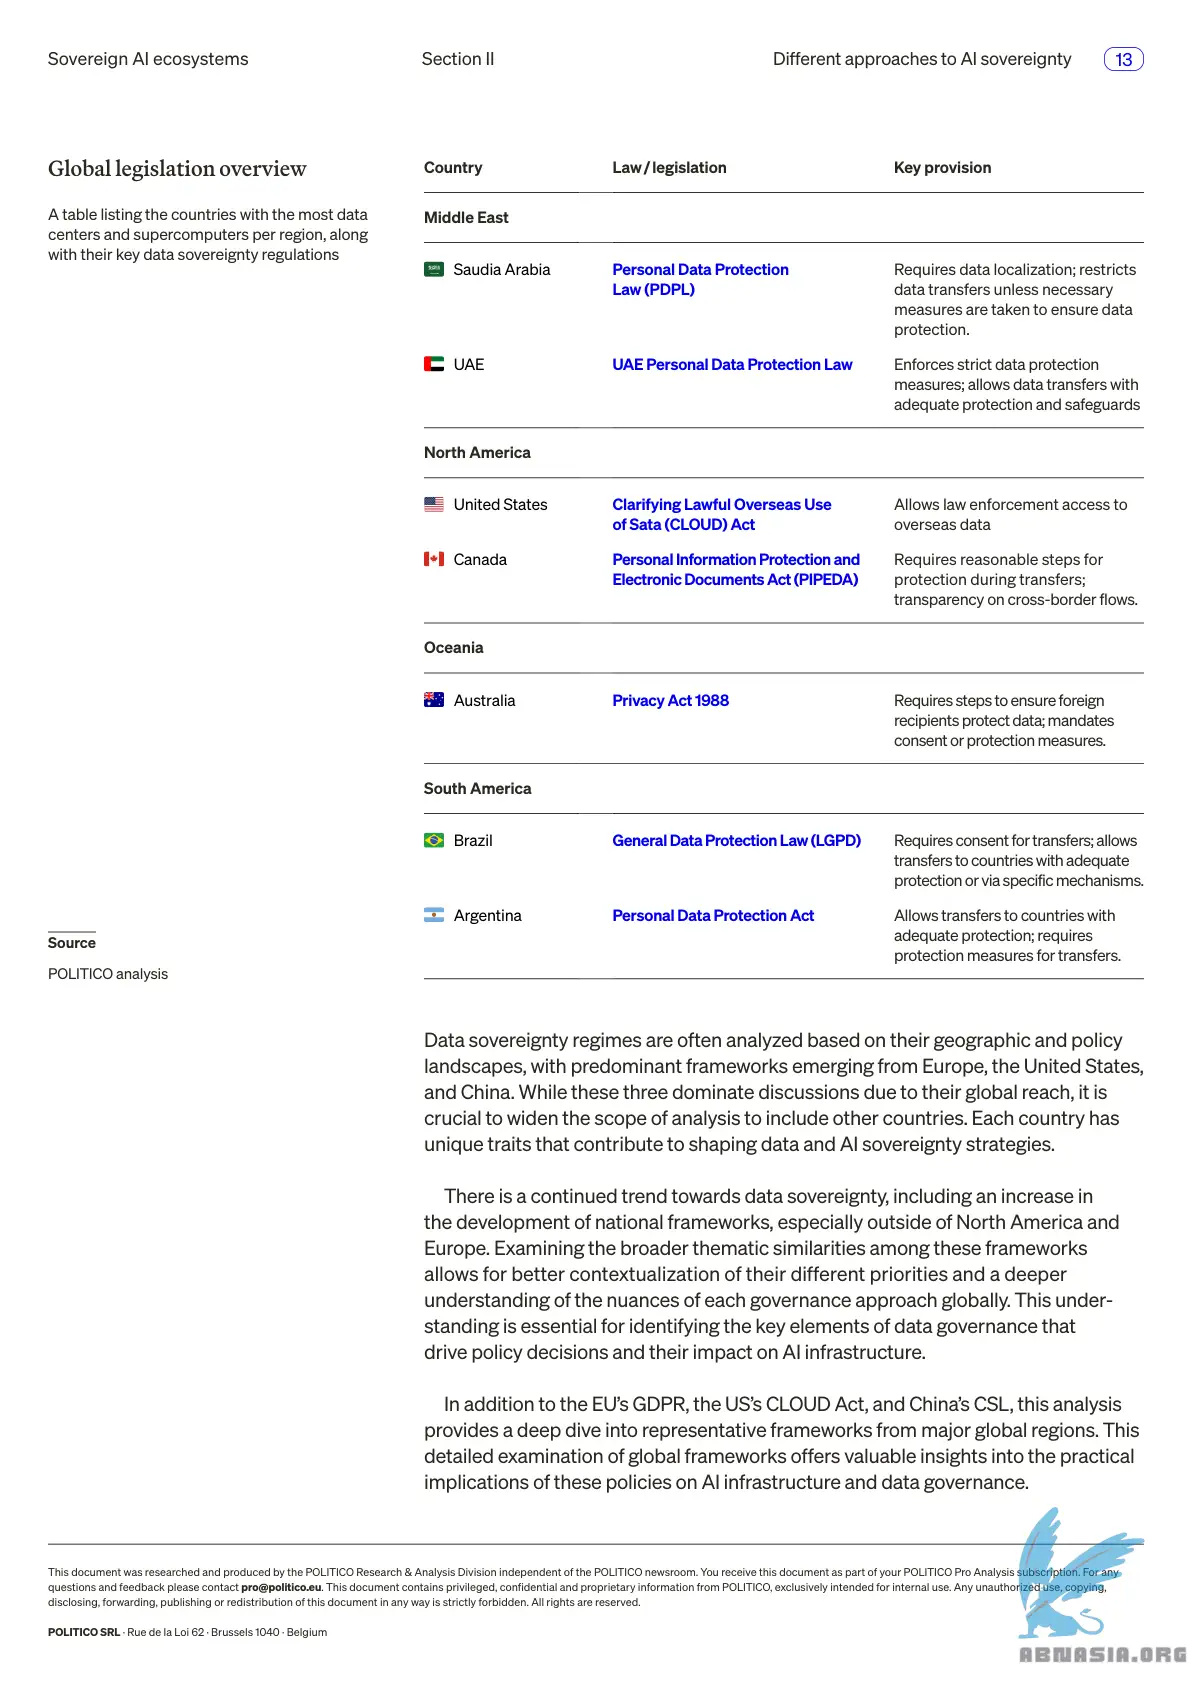 Sovereign AI ecosystems
Section II
Different approaches to AI sovereignty
13
Global legislation overview
A table listing the countries with the most data
centers and supercomputers per region, along
with their key data sovereignty regulations
Country
Law / legislation
Key provision
Middle East
Saudia Arabia
Personal Data Protection
Law (PDPL)
Requires data localization; restricts
data transfers unless necessary
measures are taken to ensure data
protection.
UAE
UAE Personal Data Protection Law
Enforces strict data protection
measures; allows data transfers with
adequate protection and safeguards
North America
United States
Clarifying Lawful Overseas Use
of Sata (CLOUD) Act
Allows law enforcement access to
overseas data
Canada
Personal Information Protection and
Electronic Documents Act (PIPEDA)
Requires reasonable steps for
protection during transfers;
transparency on cross-border flows.
Oceania
Australia
Privacy Act 1988
Requires steps to ensure foreign
recipients protect data; mandates
consent or protection measures.
South America
Brazil
General Data Protection Law (LGPD)
Requires consent for transfers; allows
transfers to countries with adequate
protection or via specific mechanisms.
Argentina
Personal Data Protection Act
Allows transfers to countries with
adequate protection; requires
protection measures for transfers.
Source
POLITICO analysis
Data sovereignty regimes are often analyzed based on their geographic and policy
landscapes, with predominant frameworks emerging from Europe, the United States,
and China. While these three dominate discussions due to their global reach, it is
crucial to widen the scope of analysis to include other countries. Each country has
unique traits that contribute to shaping data and AI sovereignty strategies.
There is a continued trend towards data sovereignty, including an increase in
the development of national frameworks, especially outside of North America and
Europe. Examining the broader thematic similarities among these frameworks
allows for better contextualization of their different priorities and a deeper
understanding of the nuances of each governance approach globally. This under-
standing is essential for identifying the key elements of data governance that
drive policy decisions and their impact on AI infrastructure.
In addition to the EU’s GDPR, the US’s CLOUD Act, and China’s CSL, this analysis
provides a deep dive into representative frameworks from major global regions. This
detailed examination of global frameworks offers valuable insights into the practical
implications of these policies on AI infrastructure and data governance.
This document was researched and produced by the POLITICO Research & Analysis Division independent of the POLITICO newsroom. You receive this document as part of your POLITICO Pro Analysis subscription. For any
questions and feedback please contact pro@politico.eu. This document contains privileged, confidential and proprietary information from POLITICO, exclusively intended for internal use. Any unauthorized use, copying,
disclosing, forwarding, publishing or redistribution of this document in any way is strictly forbidden. All rights are reserved.
POLITICO SRL · Rue de la Loi 62 · Brussels 1040 · Belgium
ABNASIA.ORG